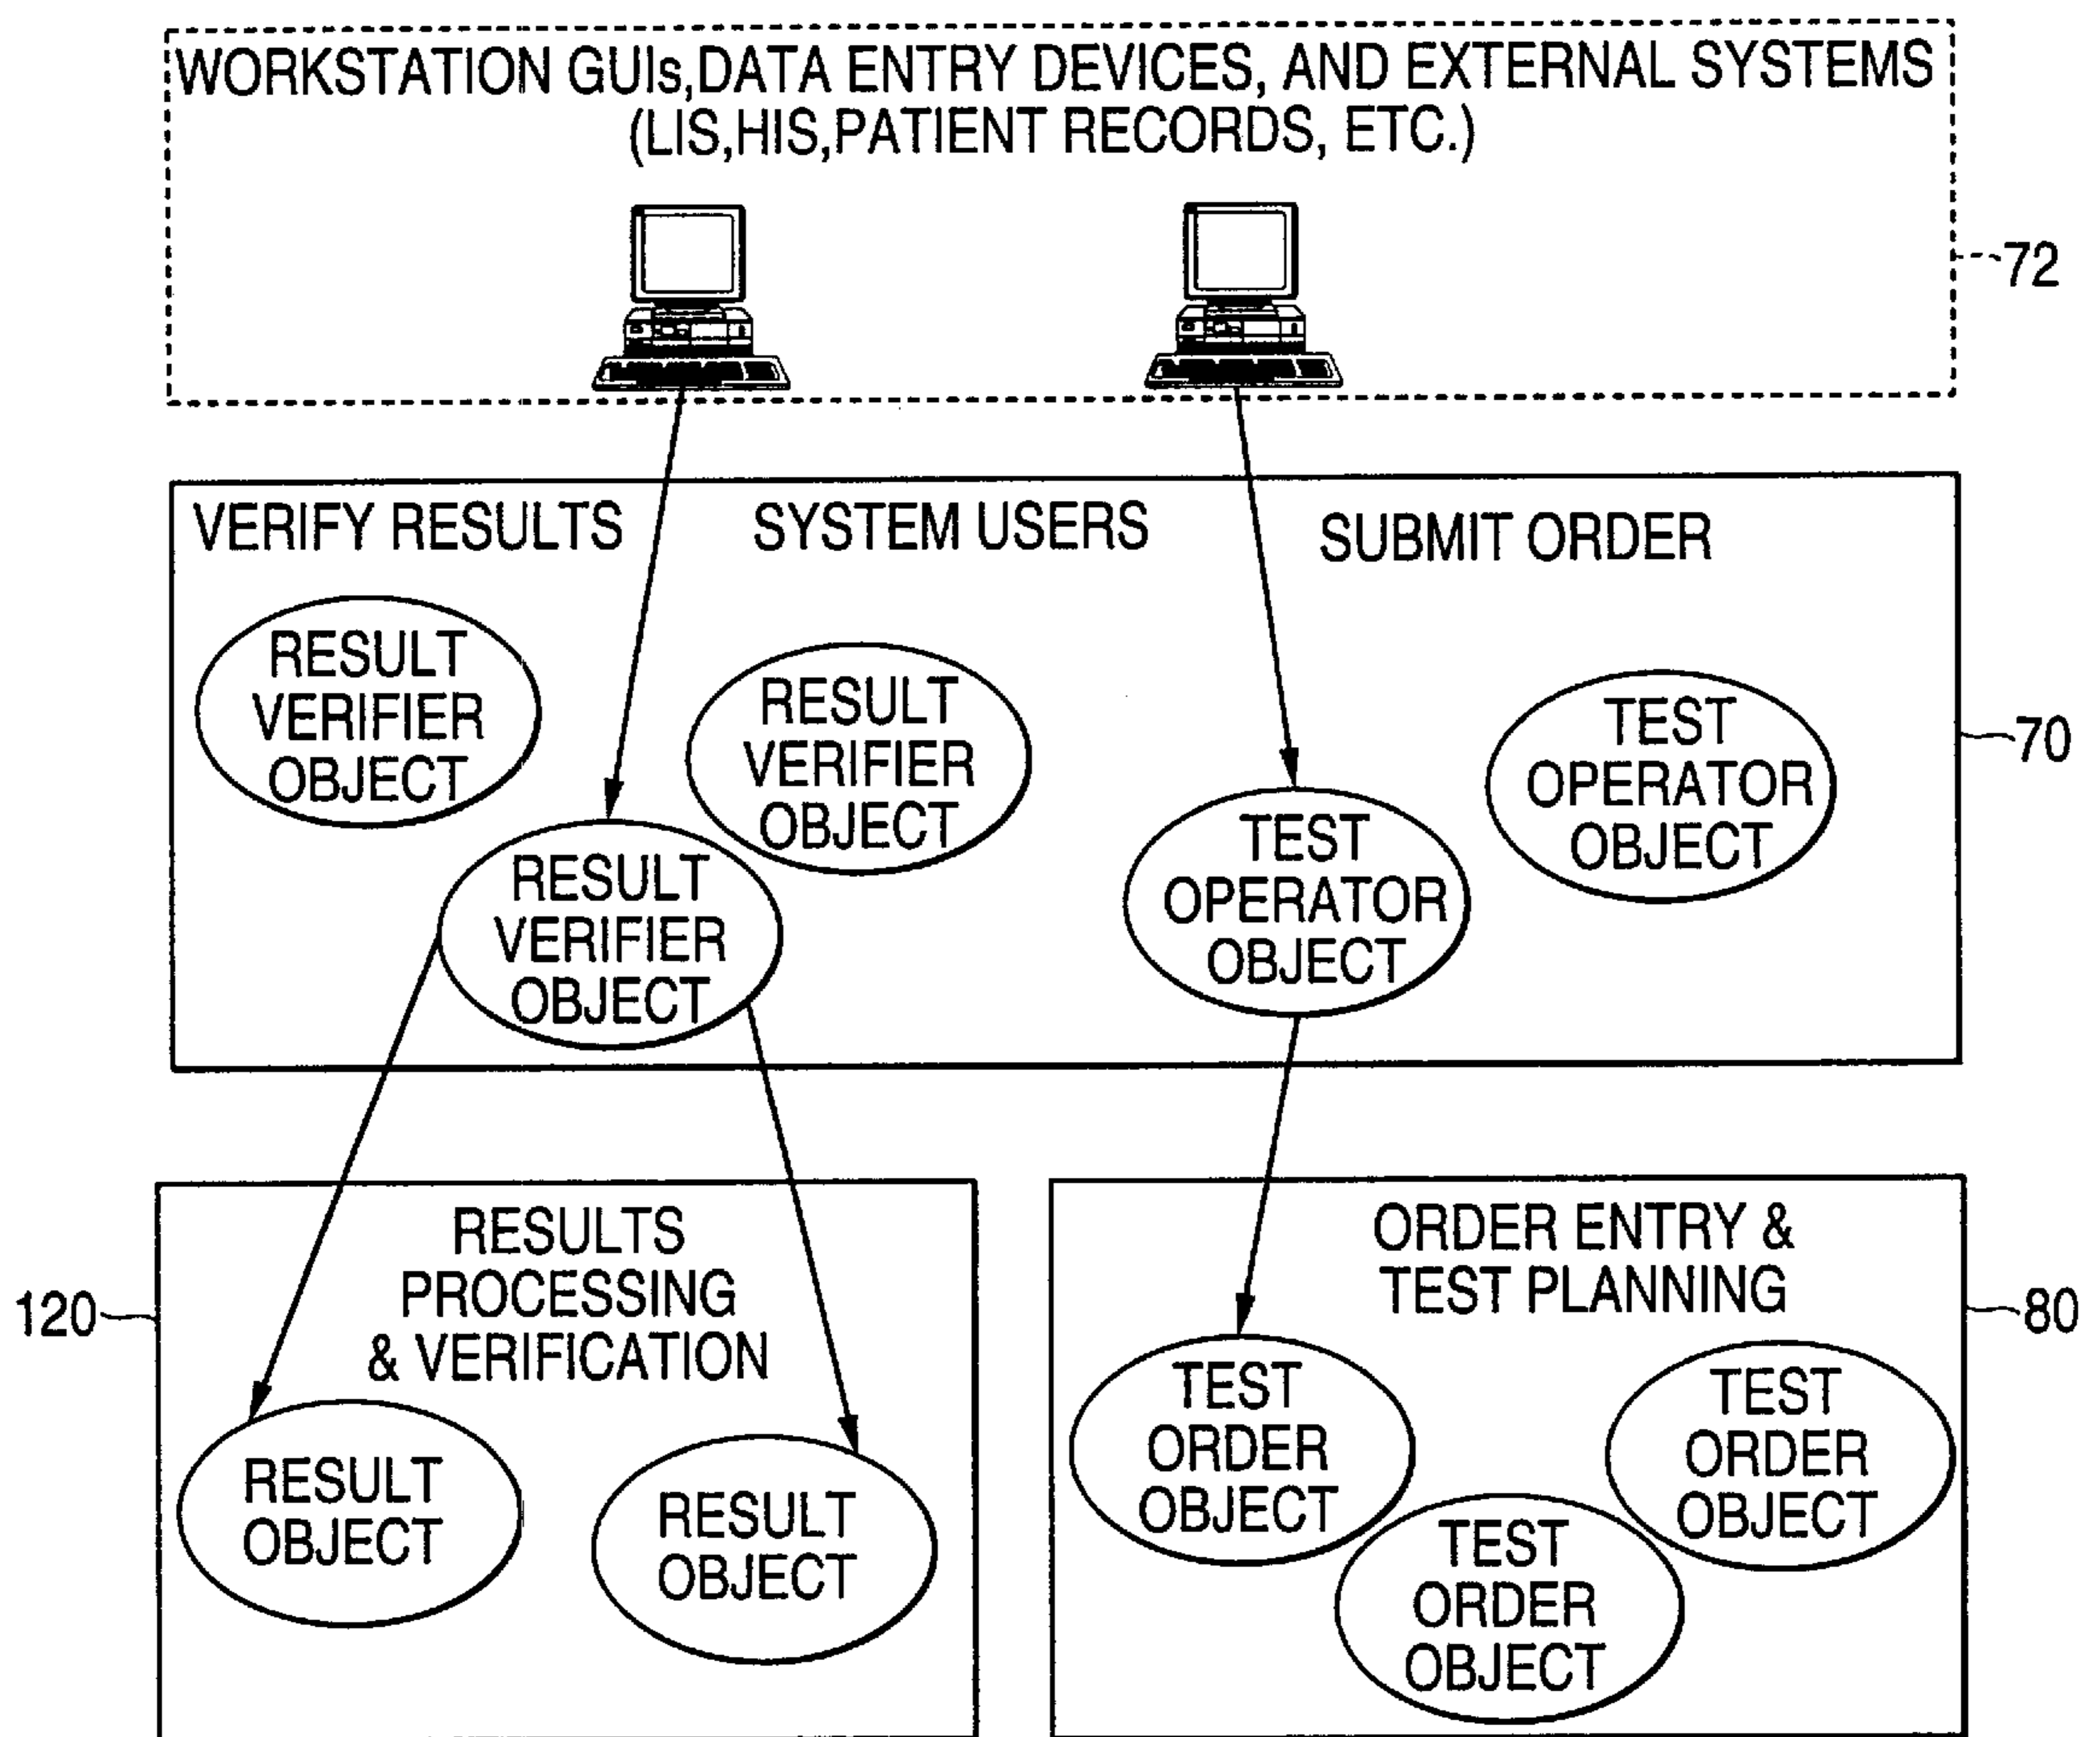 WORKSTATION GUIs,DATA ENTRY DEVICES, AND EXTERNAL SYSTEMS
(LIS,HIS,PATIENT RECORDS, ETC.)
72
VERIFY RESULTS
SYSTEM USERS
SUBMIT ORDER
RESULT
VERIFIER
OBJECT
RESULT
VERIFIER
OBJECT
RESULT
VERIFIER
OBJECT
TEST
OPERATOR
OBJECT
TEST
OPERATOR
OBJECT
70
RESULTS
PROCESSING
& VERIFICATION
120
RESULT
OBJECT
RESULT
OBJECT
ORDER ENTRY &
TEST PLANNING
80
TEST
ORDER
OBJECT
TEST
ORDER
OBJECT
TEST
ORDER
OBJECT